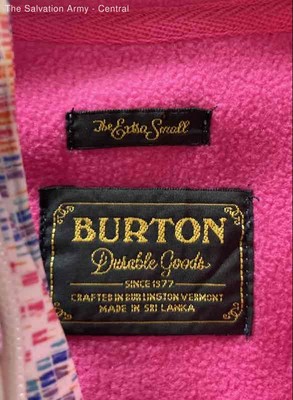 The Salvation Army - Central
The Extra Small
BURTON
Durable Goods
SINCE 1977
CRAFTED IN BURLINGTON VERMONT
MADE IN SRI LANKA